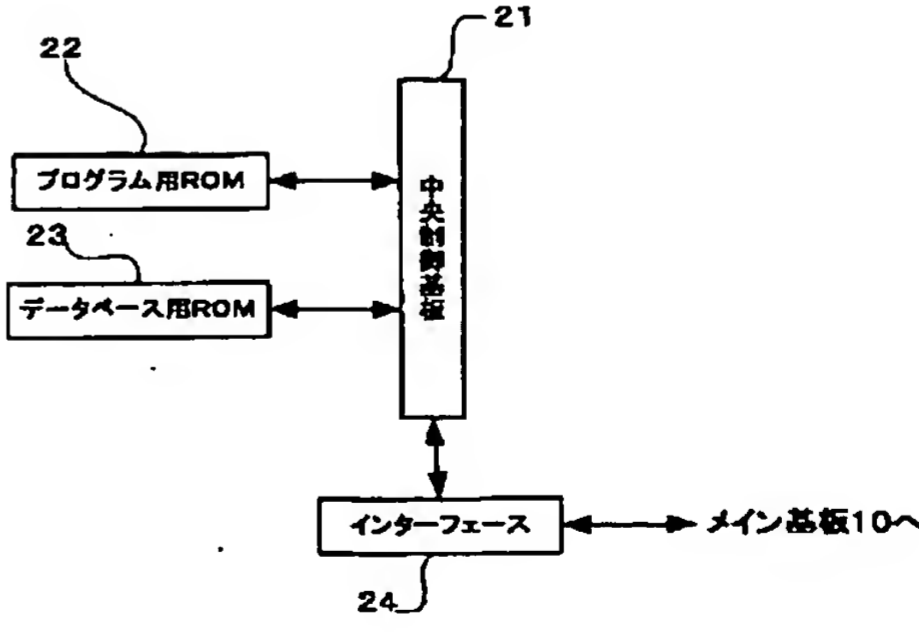 21
22
プログラム用ROM
中央制御基板
23
データベース用ROM
インターフェース
メイン基板10へ
24